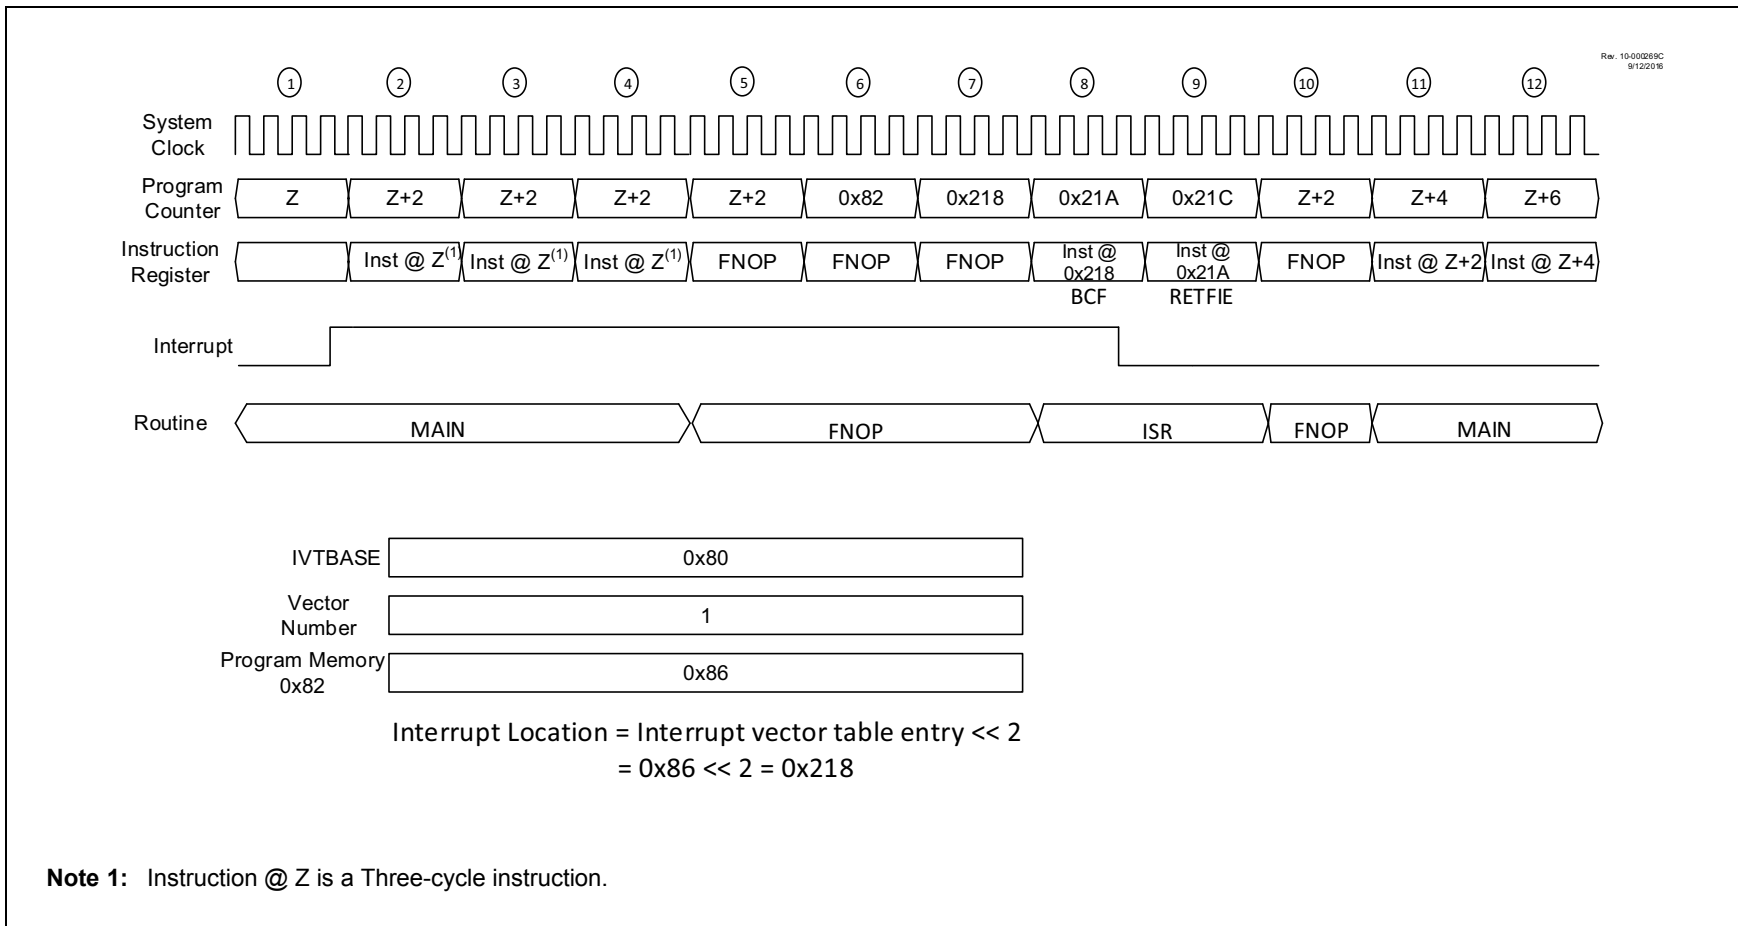 Rev. 10-000269C
9/12/2016
1 2 3 4 5 6 7 8 9 10 11 12
System
Clock
Program
Counter
Z Z+2 Z+2 Z+2 Z+2 0x82 0x218 0x21A 0x21C Z+2 Z+4 Z+6
Instruction
Register
Inst @ Z(1) Inst @ Z(1) Inst @ Z(1) FNOP FNOP FNOP Inst @ 0x218 Inst @ 0x21A FNOP Inst @ Z+2 Inst @ Z+4
BCF RETFIE
Interrupt
Routine MAIN FNOP ISR FNOP MAIN
IVTBASE 0x80
Vector
Number
1
Program Memory
0x82
0x86
Interrupt Location = Interrupt vector table entry << 2
= 0x86 << 2 = 0x218
Note 1: Instruction @ Z is a Three-cycle instruction.